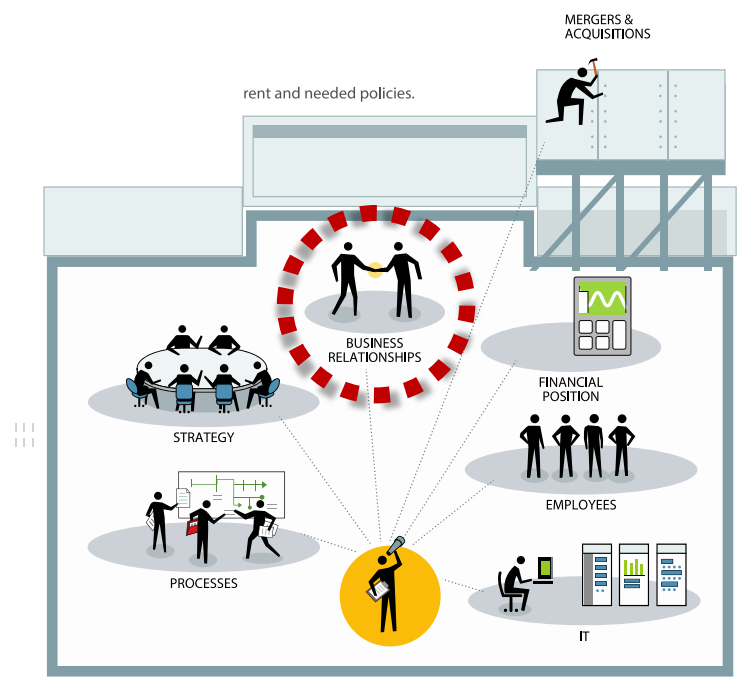 MERGERS &
ACQUISITIONS
rent and needed policies.
BUSINESS
RELATIONSHIPS
FINANCIAL
POSITION
STRATEGY
EMPLOYEES
PROCESSES
IT